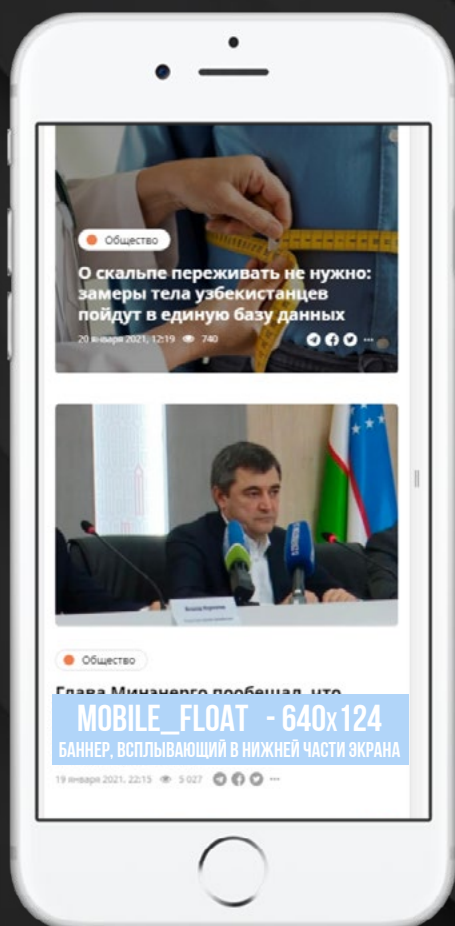 Общество
О скальпе переживать не нужно:
замеры тела узбекистанцев
пойдут в единую базу данных
20 января 2021, 12:19 740
Общество
Глава Минэнерго пообещал, что
MOBILE_FLOAT - 640x124
БАННЕР, ВСПЛЫВАЮЩИЙ В НИЖНЕЙ ЧАСТИ ЭКРАНА
19 января 2021, 22:15 5 027